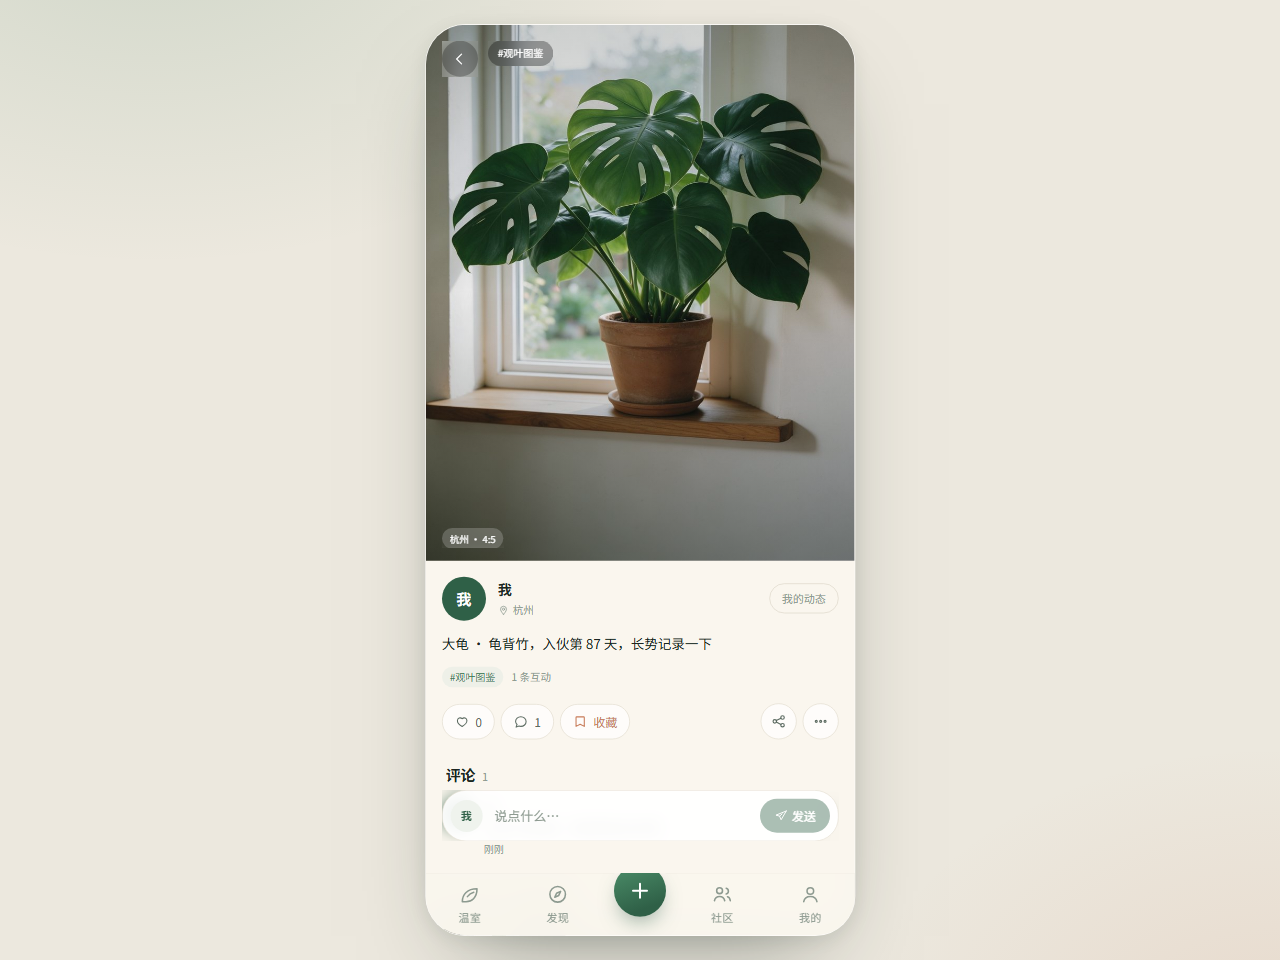 #观叶图鉴
杭州 · 4:5
我
我
杭州
我的动态
大龟 · 龟背竹，入伙第 87 天，长势记录一下
#观叶图鉴
1 条互动
0
1
收藏
评论 1
我
说点什么…
发送
刚刚
温室
发现
社区
我的